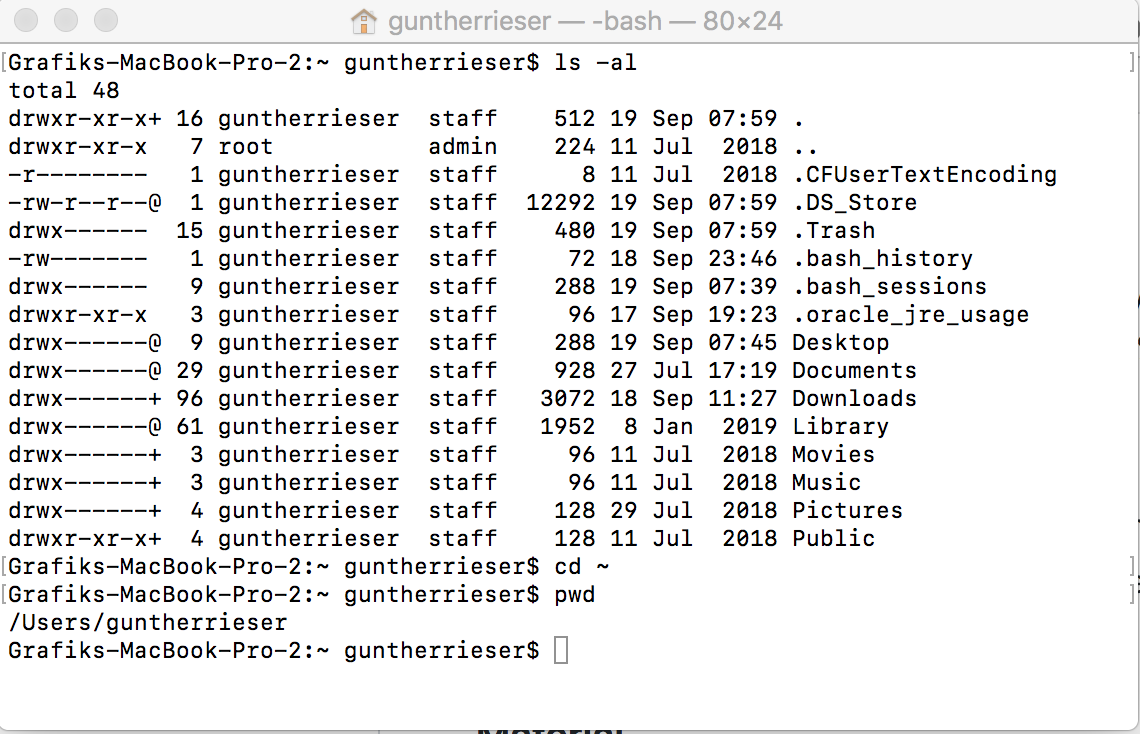 guntherrieser — -bash — 80×24
[Grafiks-MacBook-Pro-2:~ guntherrieser$ ls -al ]
total 48
drwxr-xr-x+ 16 guntherrieser  staff    512 19 Sep 07:59 .
drwxr-xr-x   7 root           admin    224 11 Jul  2018 ..
-r--------   1 guntherrieser  staff      8 11 Jul  2018 .CFUserTextEncoding
-rw-r--r--@  1 guntherrieser  staff  12292 19 Sep 07:59 .DS_Store
drwx------  15 guntherrieser  staff    480 19 Sep 07:59 .Trash
-rw-------   1 guntherrieser  staff     72 18 Sep 23:46 .bash_history
drwx------   9 guntherrieser  staff    288 19 Sep 07:39 .bash_sessions
drwxr-xr-x   3 guntherrieser  staff     96 17 Sep 19:23 .oracle_jre_usage
drwx------@  9 guntherrieser  staff    288 19 Sep 07:45 Desktop
drwx------@ 29 guntherrieser  staff    928 27 Jul 17:19 Documents
drwx------+ 96 guntherrieser  staff   3072 18 Sep 11:27 Downloads
drwx------@ 61 guntherrieser  staff   1952  8 Jan  2019 Library
drwx------+  3 guntherrieser  staff     96 11 Jul  2018 Movies
drwx------+  3 guntherrieser  staff     96 11 Jul  2018 Music
drwx------+  4 guntherrieser  staff    128 29 Jul  2018 Pictures
drwxr-xr-x+  4 guntherrieser  staff    128 11 Jul  2018 Public
[Grafiks-MacBook-Pro-2:~ guntherrieser$ cd ~ ]
[Grafiks-MacBook-Pro-2:~ guntherrieser$ pwd ]
/Users/guntherrieser
Grafiks-MacBook-Pro-2:~ guntherrieser$